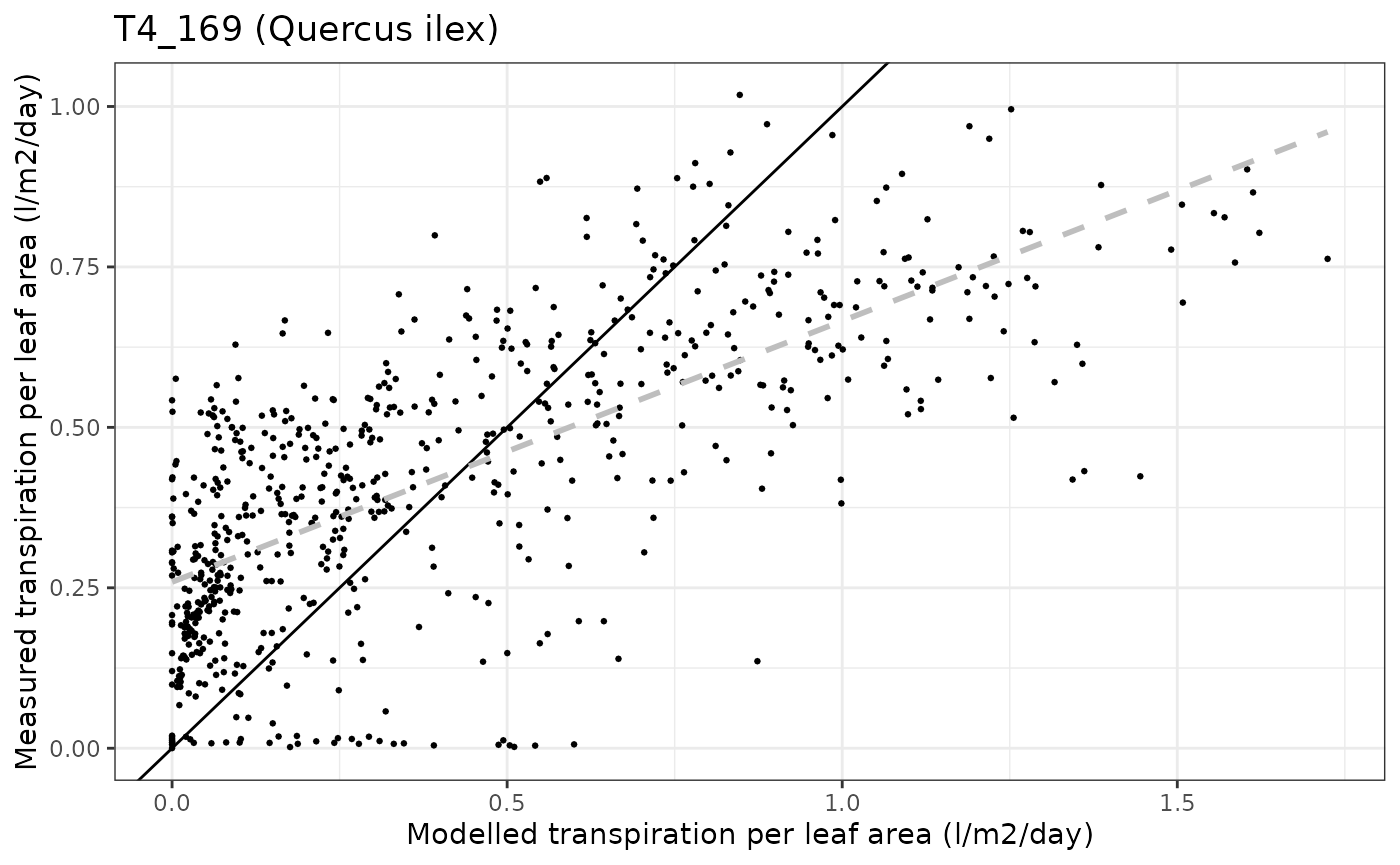 T4_169 (Quercus ilex)
Measured transpiration per leaf area (l/m2/day)
1.00
0.75
0.50
0.25
0.00
0.0 0.5 1.0 1.5
Modelled transpiration per leaf area (l/m2/day)